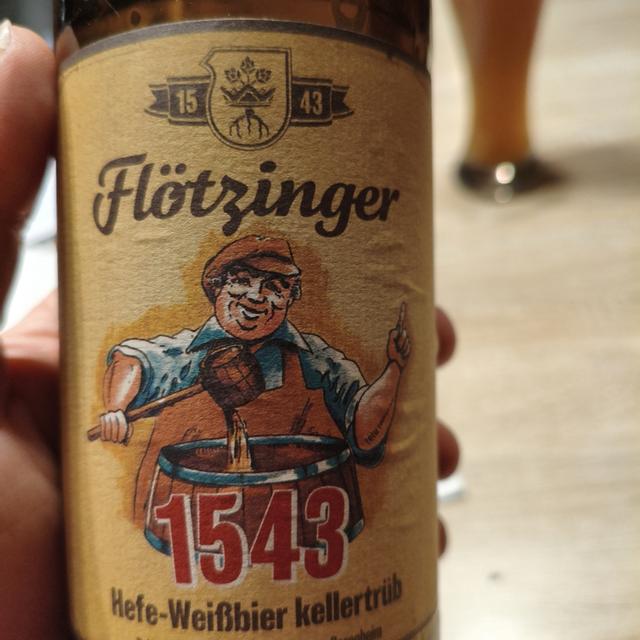 15 43
Flötzinger
1543
Hefe-Weißbier kellertrüb